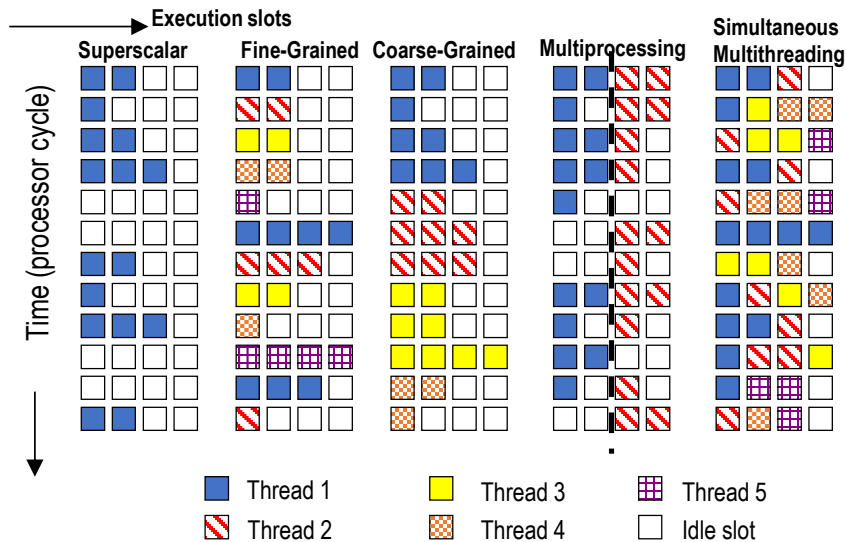 Execution slots
Superscalar
Fine-Grained
Coarse-Grained
Multiprocessing
Simultaneous
Multithreading
Time (processor cycle)
Thread 1
Thread 3
Thread 5
Thread 2
Thread 4
Idle slot